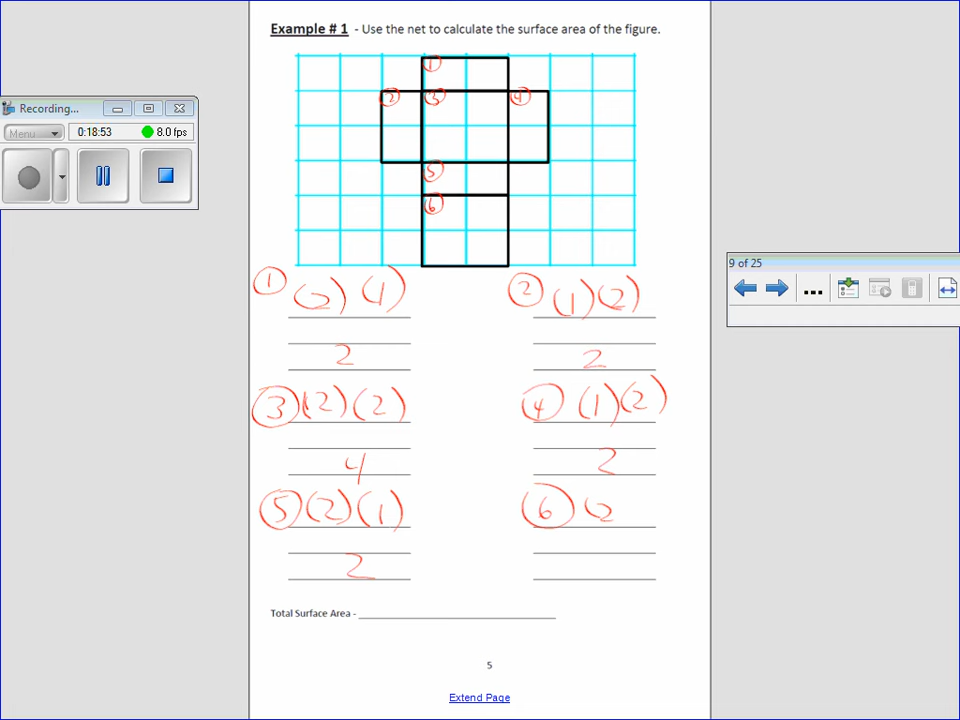 Example # 1 - Use the net to calculate the surface area of the figure.
Recording...
Menu
0:18:53
8.0 fps
1
2 3 4
5
6
9 of 25
...
① (2) (1)
② (1)(2)
2
2
③ (2)(2)
④ (1)(2)
4
2
⑤ (2)(1)
⑥ (2
2
Total Surface Area -
5
Extend Page